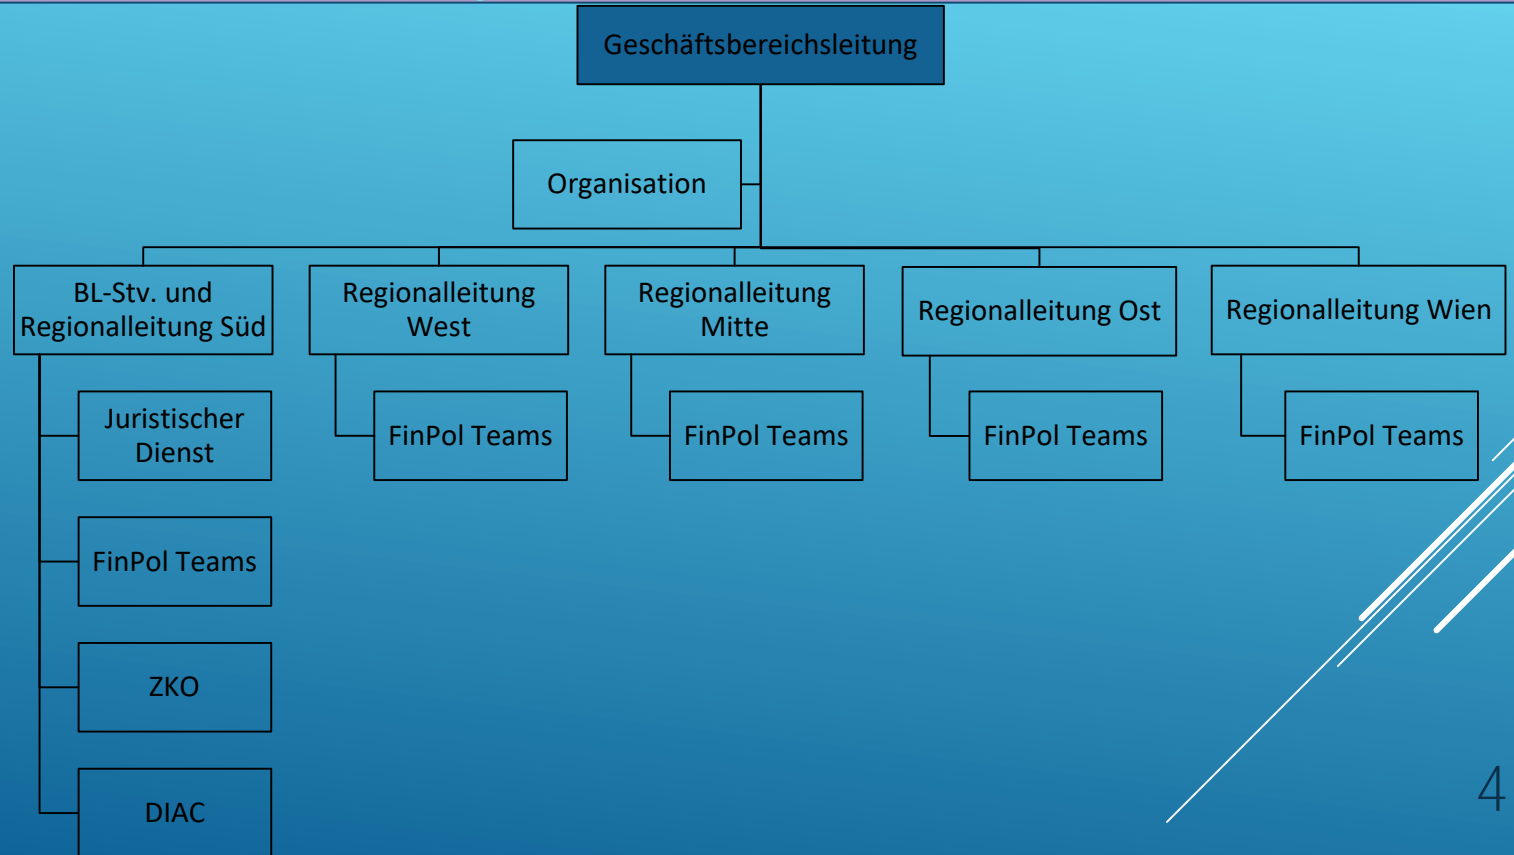 Geschäftsbereichsleitung
Organisation
BL-Stv. und
Regionalleitung Süd
Regionalleitung
West
Regionalleitung
Mitte
Regionalleitung Ost
Regionalleitung Wien
Juristischer
Dienst
FinPol Teams
FinPol Teams
FinPol Teams
FinPol Teams
FinPol Teams
ZKO
DIAC
4